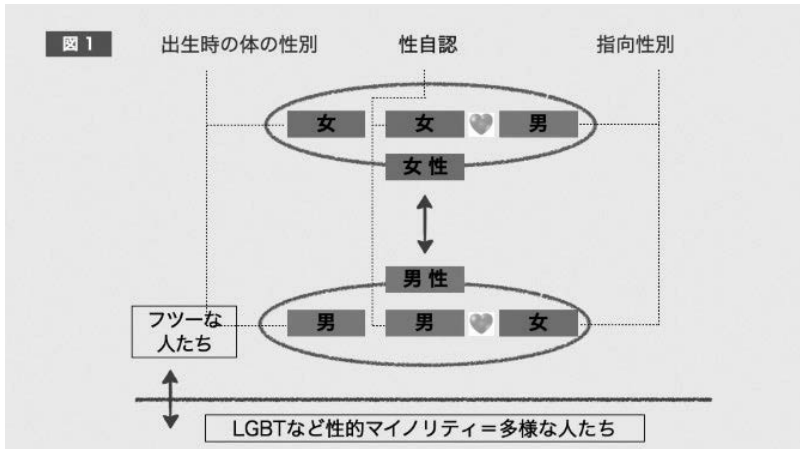 図1
出生時の体の性別 性自認 指向性別
女 女 男
女性
男性
男 男 女
フツーな
人たち
LGBTなど性的マイノリティ＝多様な人たち